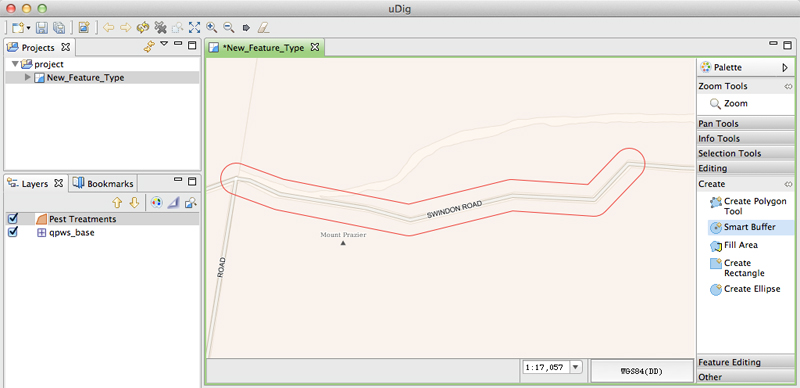 uDig
Projects
project
New_Feature_Type
Layers
Bookmarks
Pest Treatments
qpws_base
*New_Feature_Type
SWINDON ROAD
Mount Prazier
ROAD
1:17,057
WGS84(DD)
Palette
Zoom Tools
Zoom
Pan Tools
Info Tools
Selection Tools
Editing
Create
Create Polygon
Tool
Smart Buffer
Fill Area
Create
Rectangle
Create Ellipse
Feature Editing
Other